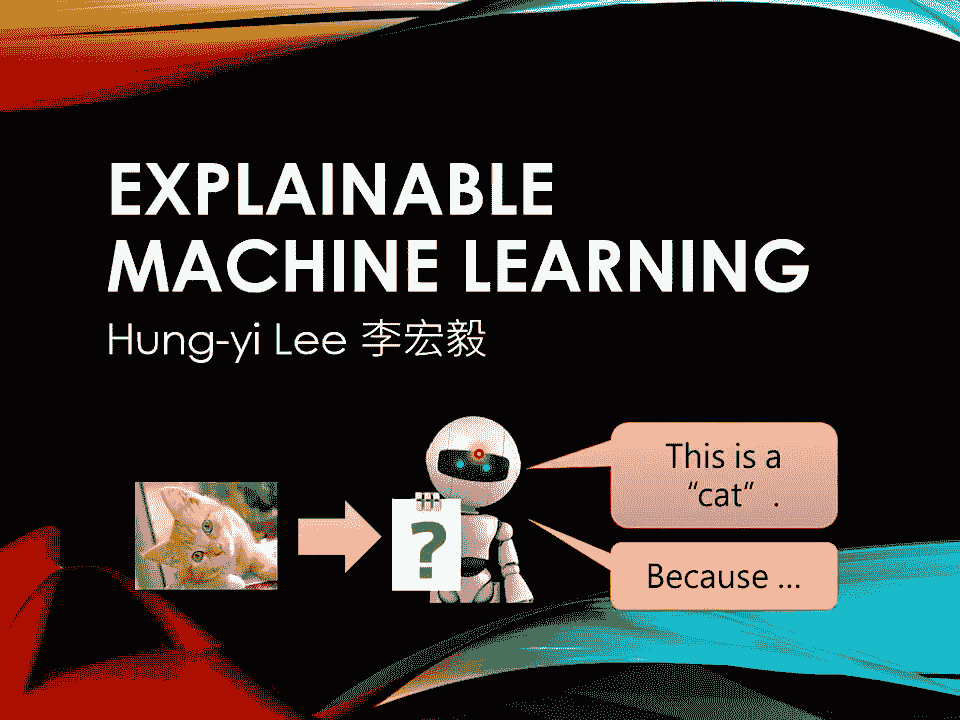 EXPLAINABLE
MACHINE LEARNING
Hung-yi Lee 李宏毅
?
This is a
“cat” .
Because …